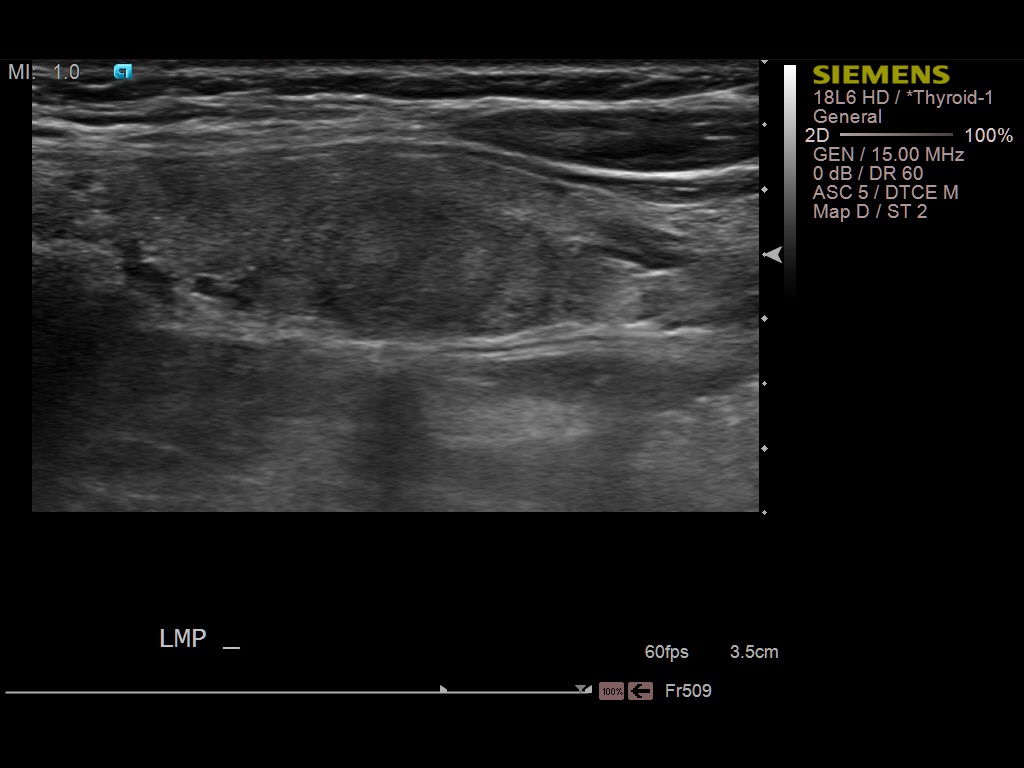 MI: 1.0
SIEMENS
18L6 HD / *Thyroid-1
General
2D 100%
GEN / 15.00 MHz
0 dB / DR 60
ASC 5 / DTCE M
Map D / ST 2
LMP _
60fps 3.5cm
100% Fr509